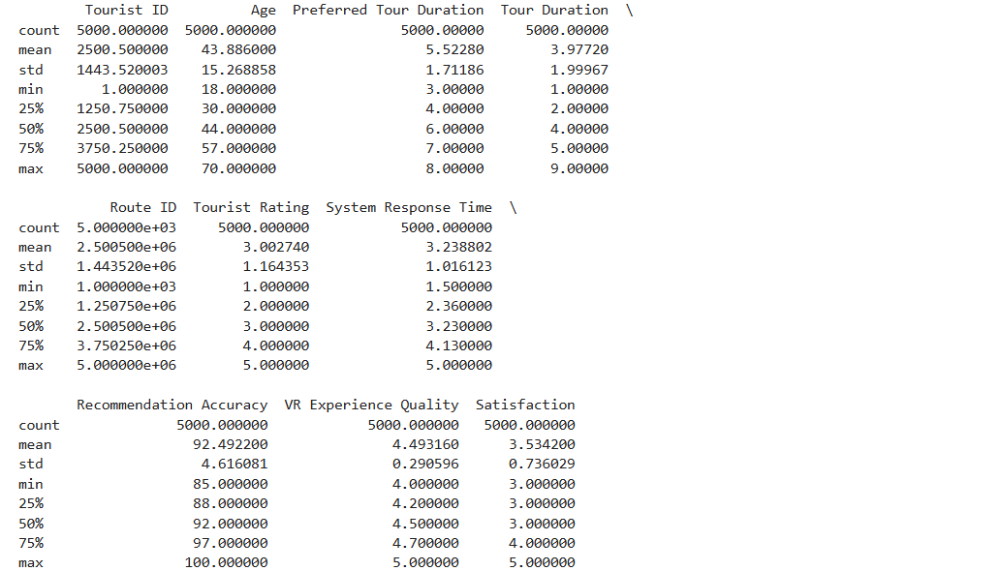 Tourist ID Age Preferred Tour Duration Tour Duration \
count 5000.000000 5000.000000 5000.00000 5000.00000
mean 2500.500000 43.886000 5.52280 3.97720
std 1443.520003 15.268858 1.71186 1.99967
min 1.000000 18.000000 3.00000 1.00000
25% 1250.750000 30.000000 4.00000 2.00000
50% 2500.500000 44.000000 6.00000 4.00000
75% 3750.250000 57.000000 7.00000 5.00000
max 5000.000000 70.000000 8.00000 9.00000
Route ID Tourist Rating System Response Time \
count 5.000000e+03 5000.000000 5000.000000
mean 2.500500e+06 3.002740 3.238802
std 1.443520e+06 1.164353 1.016123
min 1.000000e+03 1.000000 1.500000
25% 1.250750e+06 2.000000 2.360000
50% 2.500500e+06 3.000000 3.230000
75% 3.750250e+06 4.000000 4.130000
max 5.000000e+06 5.000000 5.000000
Recommendation Accuracy VR Experience Quality Satisfaction
count 5000.000000 5000.000000 5000.000000
mean 92.492200 4.493160 3.534200
std 4.616081 0.290596 0.736029
min 85.000000 4.000000 3.000000
25% 88.000000 4.200000 3.000000
50% 92.000000 4.500000 3.000000
75% 97.000000 4.700000 4.000000
max 100.000000 5.000000 5.000000